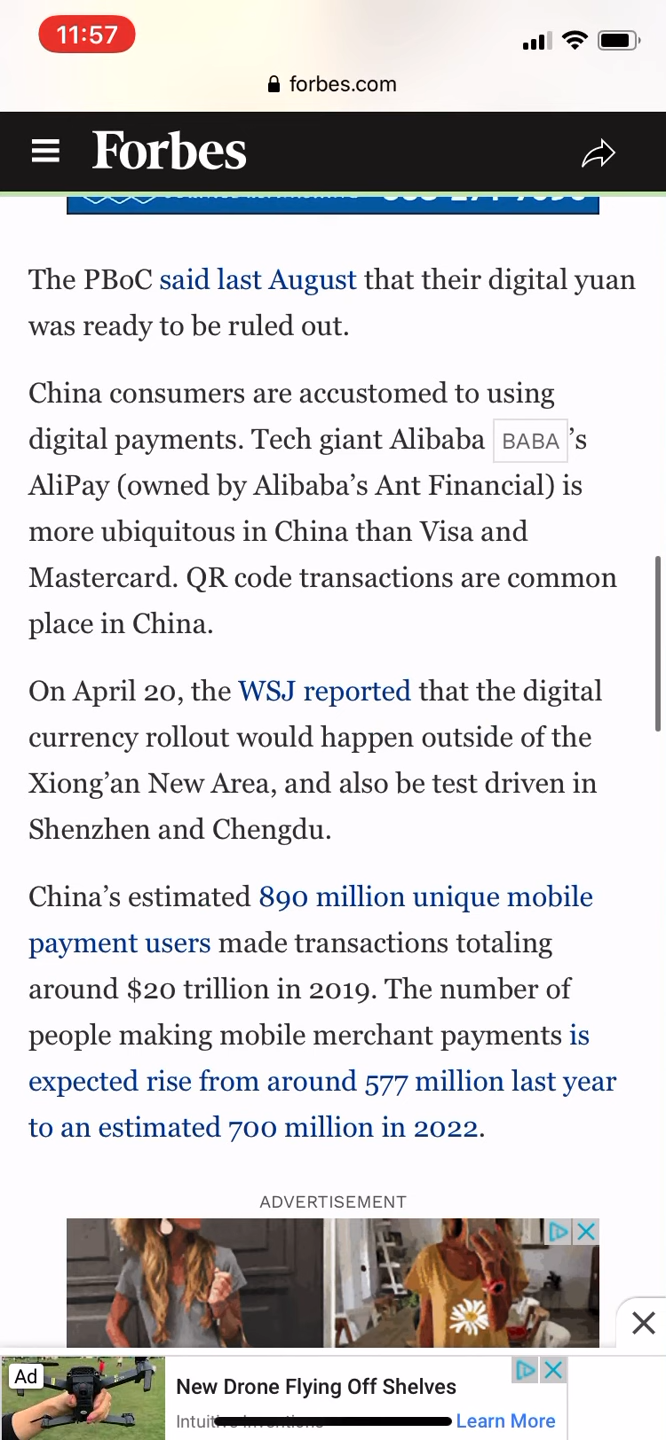 11:57
forbes.com
Forbes
The PBoC said last August that their digital yuan
was ready to be ruled out.
China consumers are accustomed to using
digital payments. Tech giant Alibaba BABA ’s
AliPay (owned by Alibaba’s Ant Financial) is
more ubiquitous in China than Visa and
Mastercard. QR code transactions are common
place in China.
On April 20, the WSJ reported that the digital
currency rollout would happen outside of the
Xiong’an New Area, and also be test driven in
Shenzhen and Chengdu.
China’s estimated 890 million unique mobile
payment users made transactions totaling
around $20 trillion in 2019. The number of
people making mobile merchant payments is
expected rise from around 577 million last year
to an estimated 700 million in 2022.
ADVERTISEMENT
Ad
New Drone Flying Off Shelves
Learn More